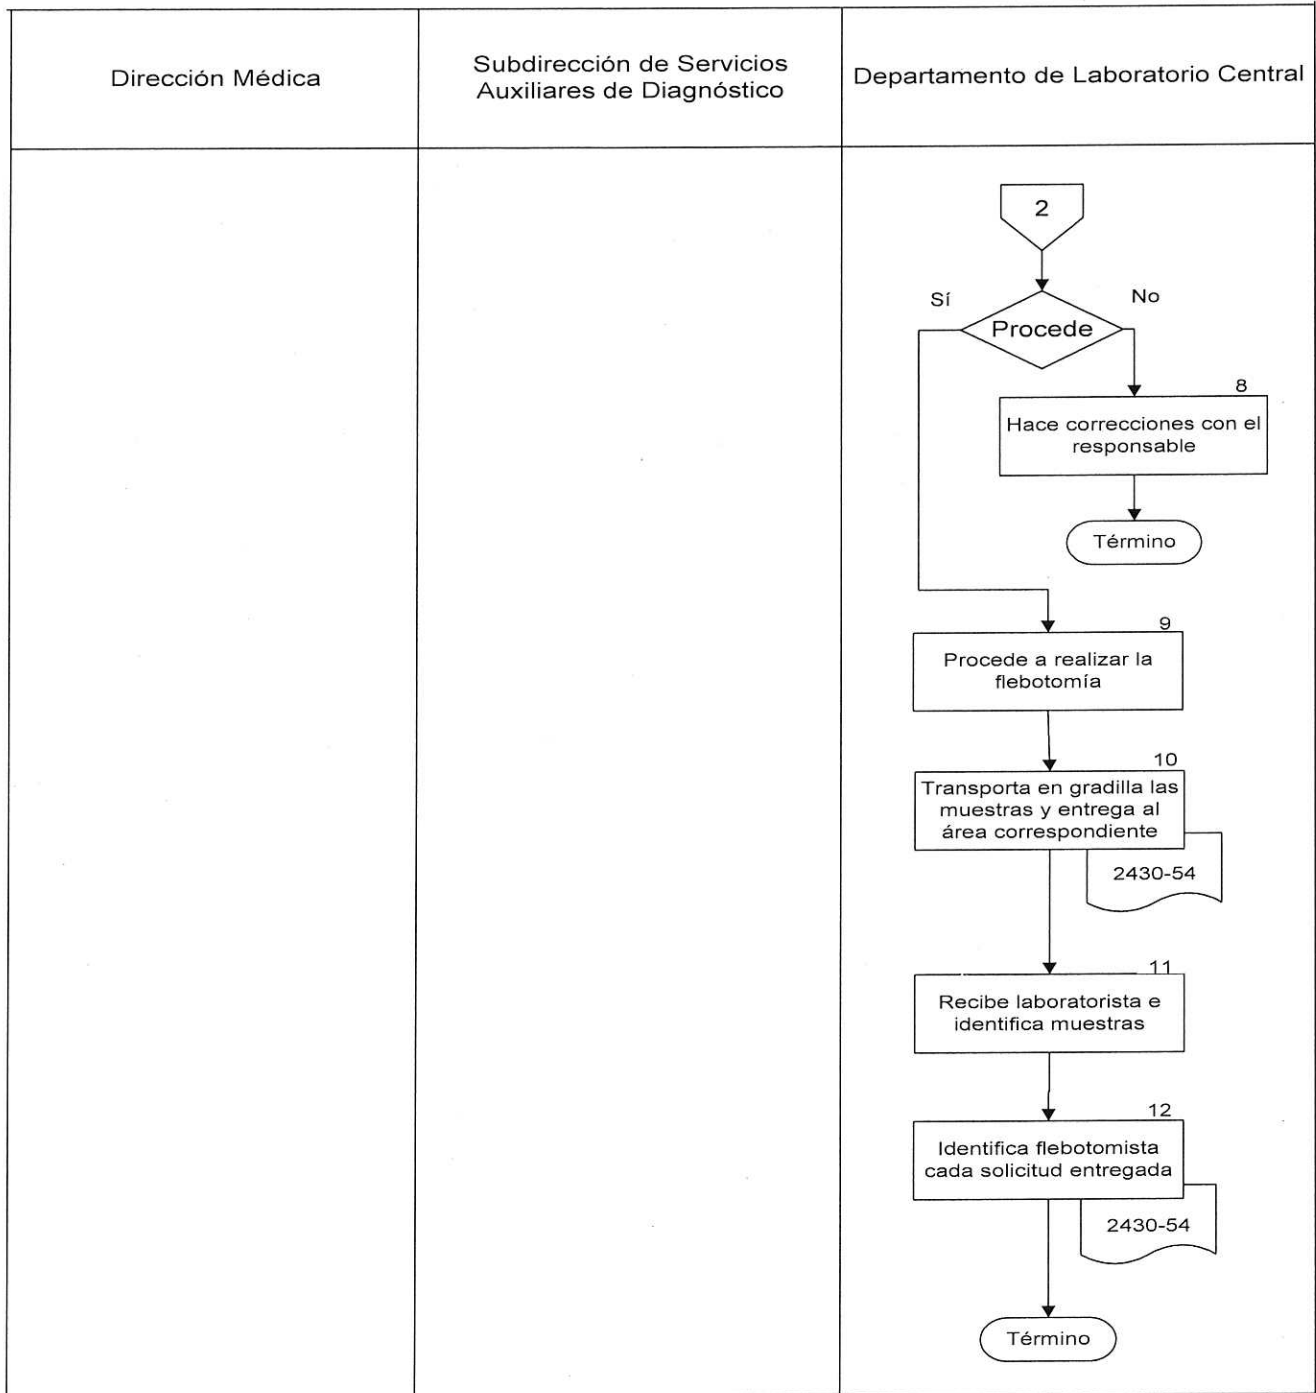 Dirección Médica
Subdirección de Servicios
Auxiliares de Diagnóstico
Departamento de Laboratorio Central
2
Sí
No
Procede
8
Hace correcciones con el
responsable
Término
9
Procede a realizar la
flebotomía
10
Transporta en gradilla las
muestras y entrega al
área correspondiente
2430-54
11
Recibe laboratorista e
identifica muestras
12
Identifica flebotomista
cada solicitud entregada
2430-54
Término